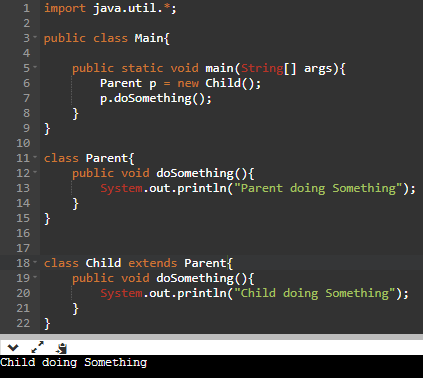 1 import java.util.*;
2
3 public class Main{
4
5     public static void main(String[] args){
6         Parent p = new Child();
7         p.doSomething();
8     }
9 }
10
11 class Parent{
12     public void doSomething(){
13         System.out.println("Parent doing Something");
14     }
15 }
16
17
18 class Child extends Parent{
19     public void doSomething(){
20         System.out.println("Child doing Something");
21     }
22 }
Child doing Something